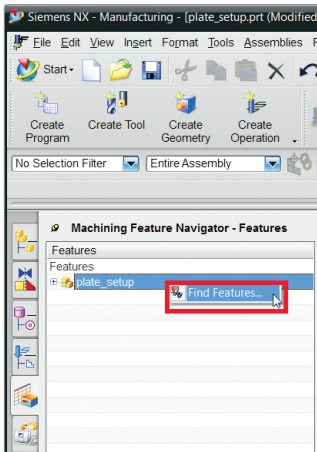 Siemens NX - Manufacturing - [plate_setup.prt (Modified
File Edit View Insert Format Tools Assemblies
Start
Create Program Create Tool Create Geometry Create Operation
No Selection Filter Entire Assembly
Machining Feature Navigator - Features
Features
Features
plate_setup
Find Features...